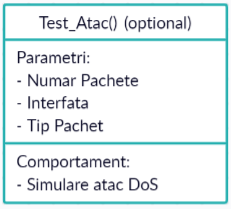 Test_Atac() (optional)
Parametri:
- Numar Pachete
- Interfata
- Tip Pachet
Comportament:
- Simulare atac DoS